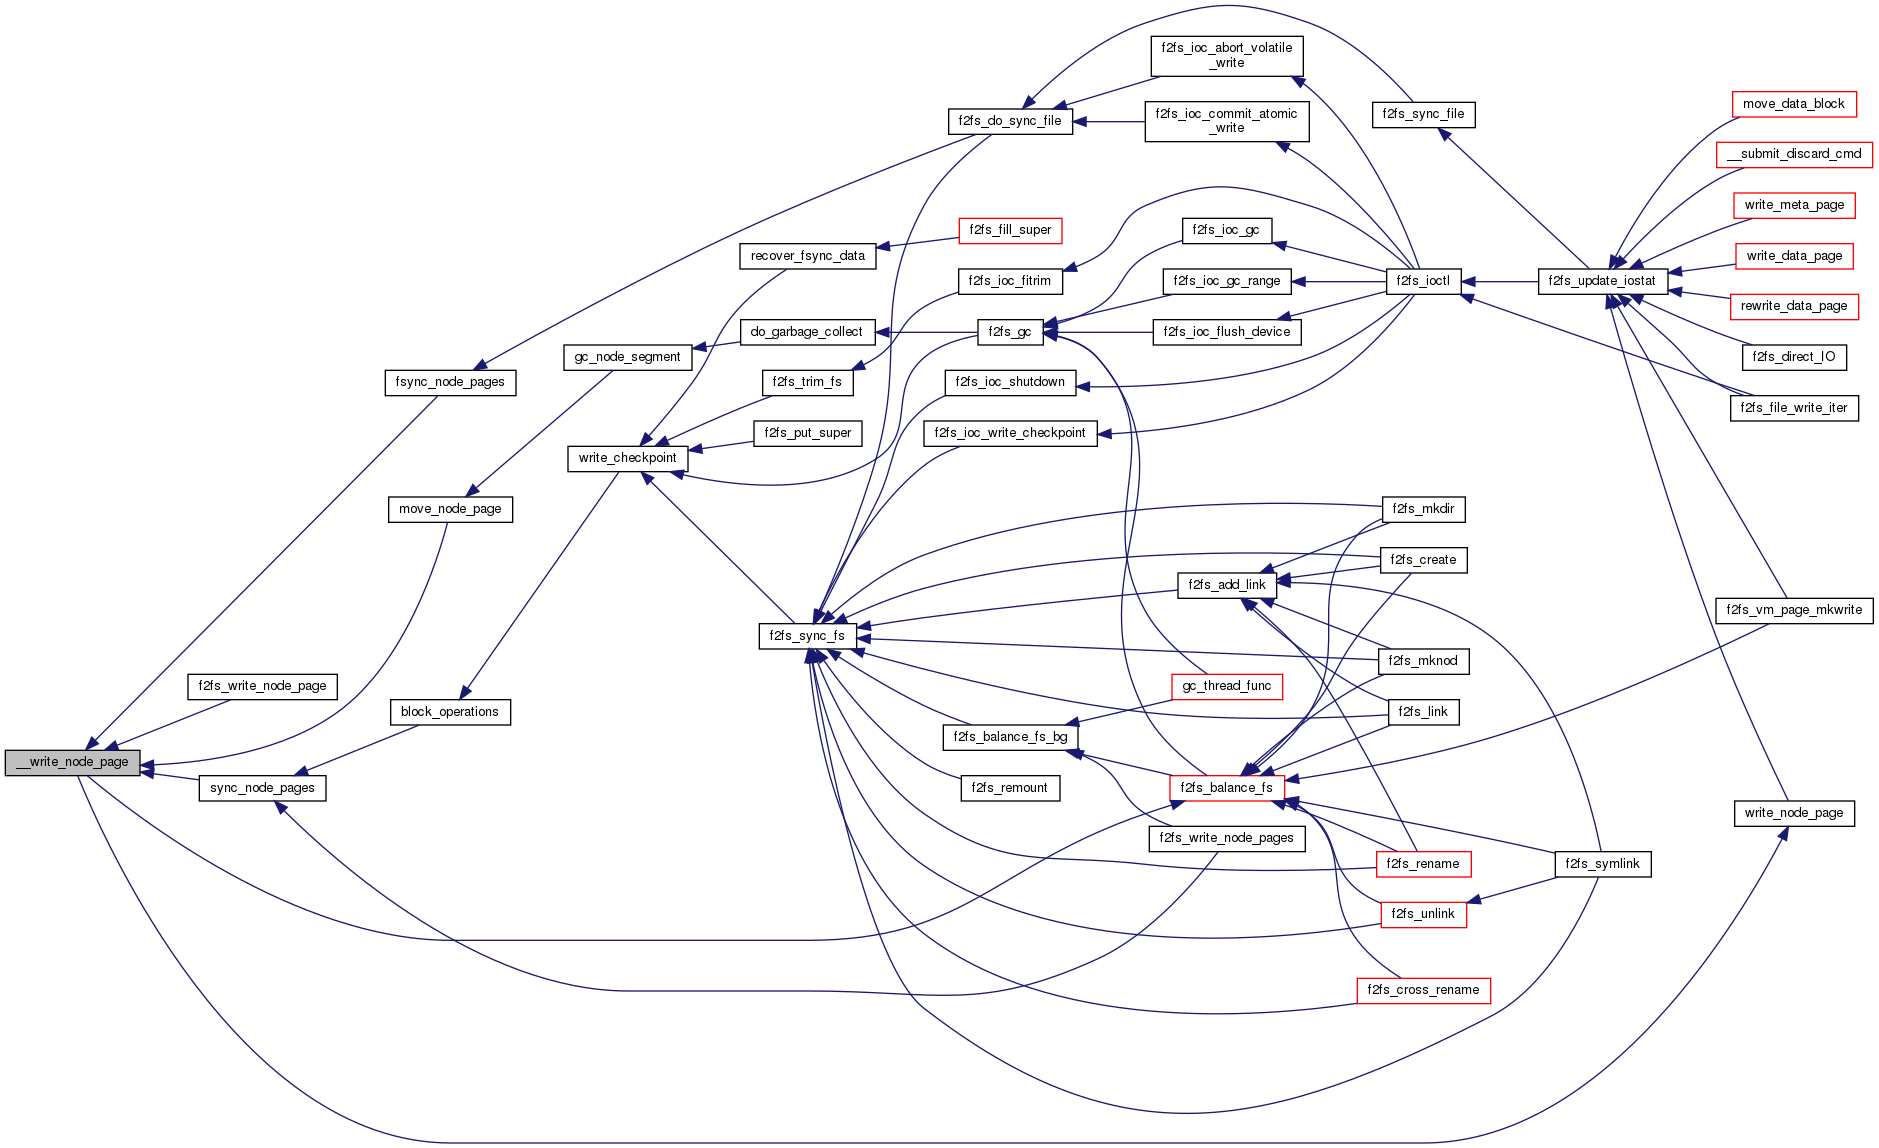 f2fs_ioc_abort_volatile
_write
move_data_block
f2fs_do_sync_file
f2fs_ioc_commit_atomic
_write
f2fs_sync_file
__submit_discard_cmd
write_meta_page
f2fs_fill_super
f2fs_ioc_gc
recover_fsync_data
write_data_page
f2fs_ioc_fitrim
f2fs_ioc_gc_range
f2fs_ioctl
f2fs_update_iostat
rewrite_data_page
do_garbage_collect
f2fs_gc
f2fs_ioc_flush_device
gc_node_segment
f2fs_direct_IO
fsync_node_pages
f2fs_trim_fs
f2fs_ioc_shutdown
f2fs_file_write_iter
f2fs_put_super
f2fs_ioc_write_checkpoint
write_checkpoint
move_node_page
f2fs_mkdir
f2fs_create
f2fs_add_link
f2fs_vm_page_mkwrite
f2fs_sync_fs
f2fs_mknod
f2fs_write_node_page
gc_thread_func
block_operations
f2fs_link
f2fs_balance_fs_bg
__write_node_page
sync_node_pages
f2fs_remount
f2fs_balance_fs
write_node_page
f2fs_write_node_pages
f2fs_rename
f2fs_symlink
f2fs_unlink
f2fs_cross_rename